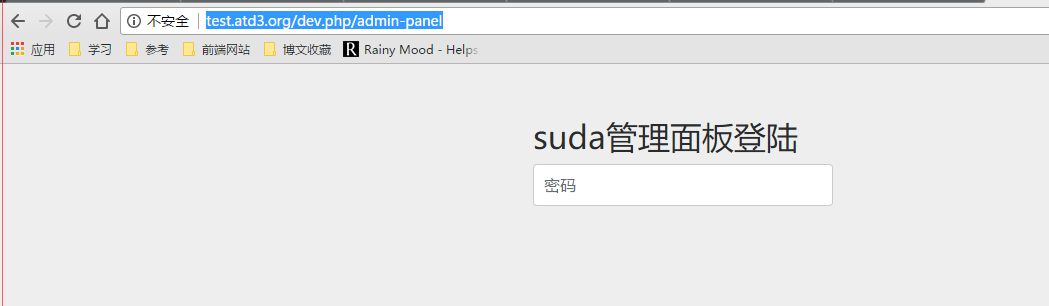 不安全 test.atd3.org/dev.php/admin-panel
应用 学习 参考 前端网站 博文收藏 R Rainy Mood - Helps
suda管理面板登陆
密码